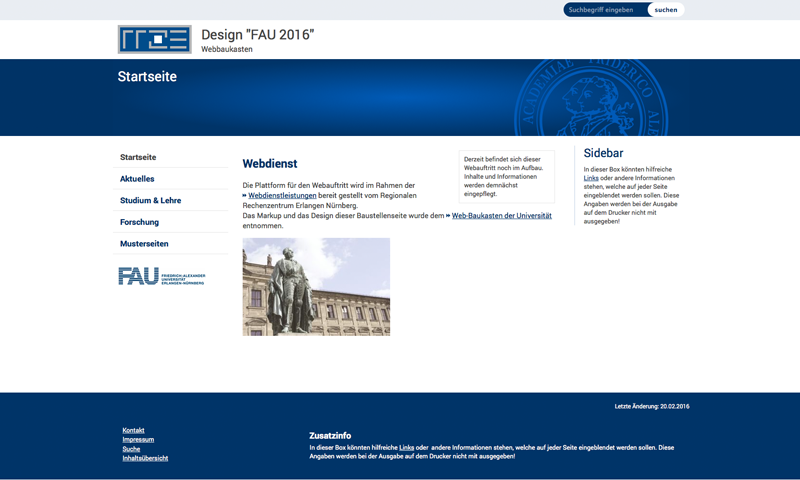 Suchbegriff eingeben
suchen
RRZE
Design "FAU 2016"
Webbaukasten
Startseite
ACADEMIAE FRIDERICO ALE
Startseite
Aktuelles
Studium & Lehre
Forschung
Musterseiten
FAU
FRIEDRICH-ALEXANDER
UNIVERSITÄT
ERLANGEN-NÜRNBERG
Webdienst
Die Plattform für den Webauftritt wird im Rahmen der
Webdienstleistungen bereit gestellt vom Regionalen
Rechenzentrum Erlangen Nürnberg.
Das Markup und das Design dieser Baustellenseite wurde dem Web-Baukasten der Universität
entnommen.
Derzeit befindet sich dieser
Webauftritt noch im Aufbau.
Inhalte und Informationen
werden demnächst
eingepflegt.
Sidebar
In dieser Box könnten hilfreiche
Links oder andere Informationen
stehen, welche auf jeder Seite
eingeblendet werden sollen. Diese
Angaben werden bei der Ausgabe
auf dem Drucker nicht mit
ausgegeben!
Letzte Änderung: 20.02.2016
Kontakt
Impressum
Suche
Inhaltsübersicht
Zusatzinfo
In dieser Box könnten hilfreiche Links oder andere Informationen stehen, welche auf jeder Seite eingeblendet werden sollen. Diese
Angaben werden bei der Ausgabe auf dem Drucker nicht mit ausgegeben!